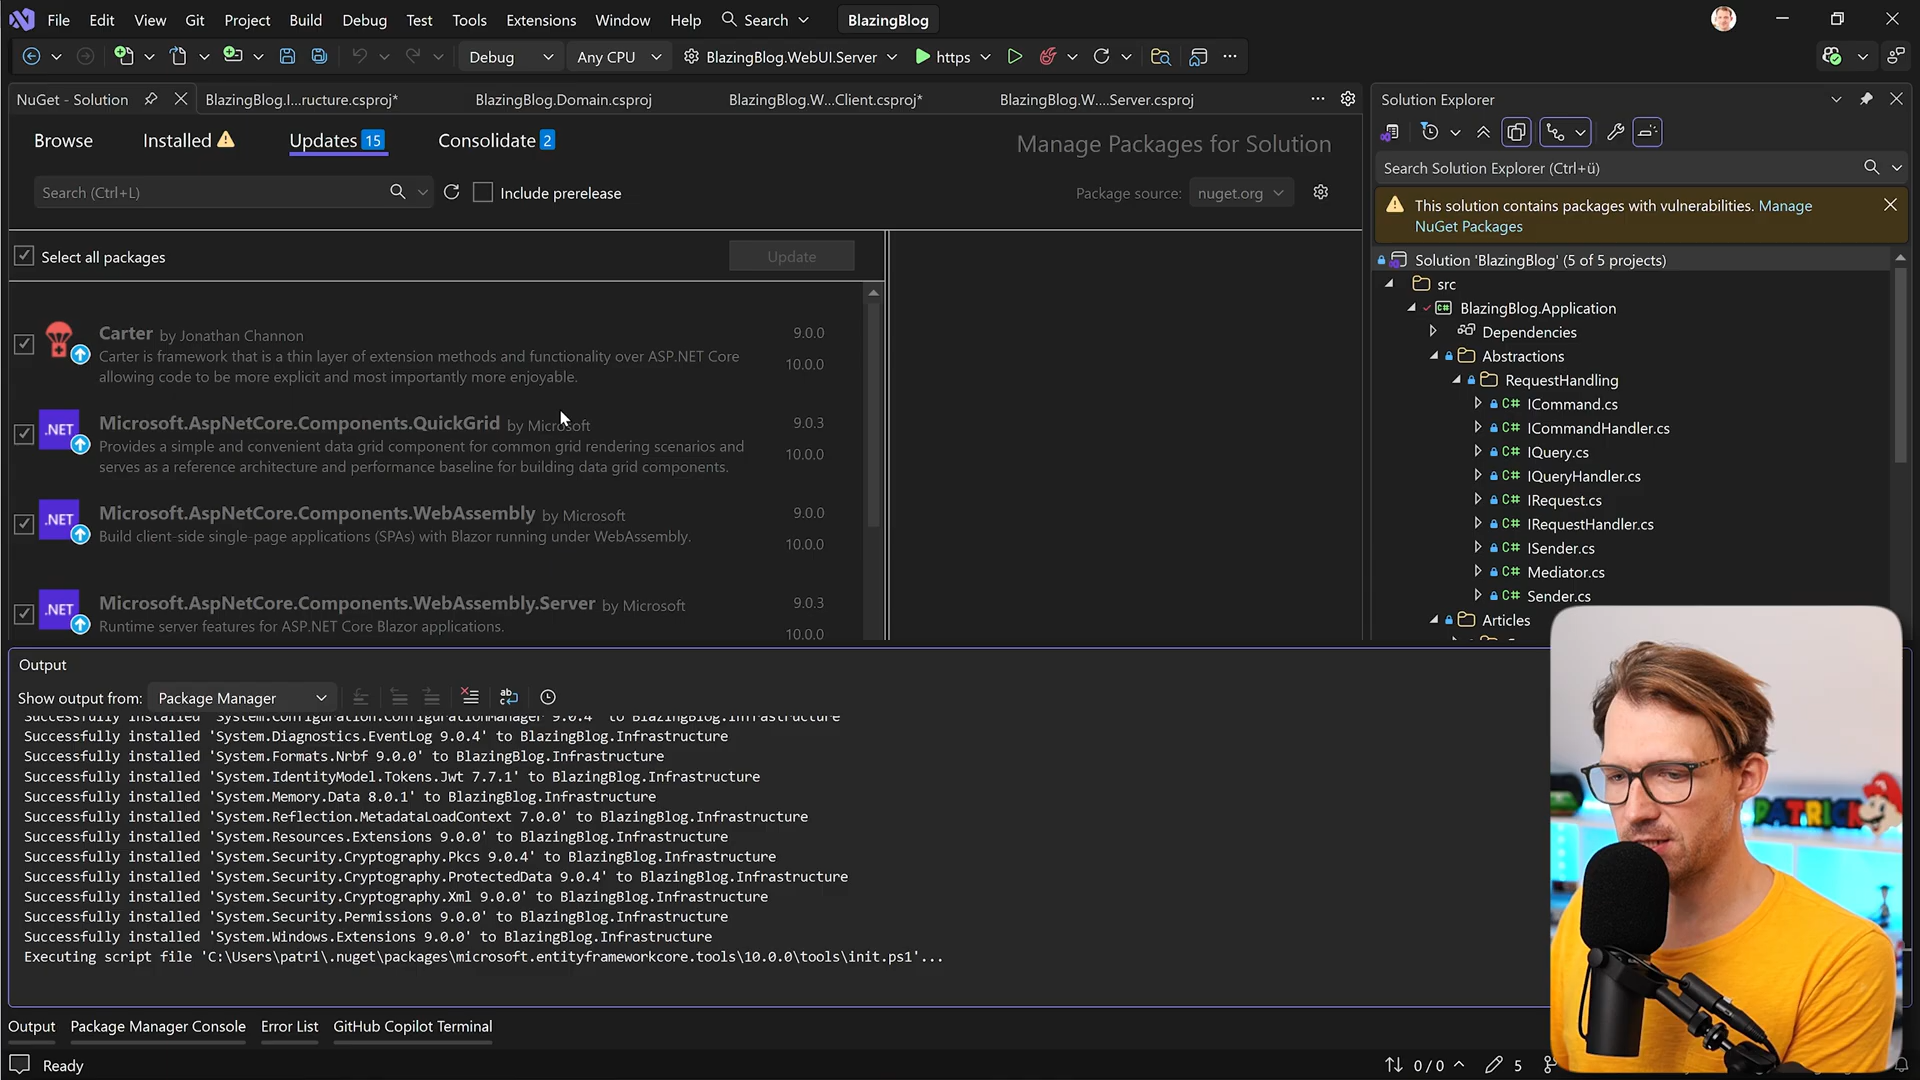 File Edit View Git Project Build Debug Test Tools Extensions Window Help Search BlazingBlog
Debug Any CPU BlazingBlog.WebUI.Server https
NuGet - Solution BlazingBlog.I...ructure.csproj* BlazingBlog.Domain.csproj BlazingBlog.W...Client.csproj* BlazingBlog.W....Server.csproj
Browse Installed Updates 15 Consolidate 2 Manage Packages for Solution
Search (Ctrl+L) Include prerelease Package source: nuget.org
Select all packages Update
Carter by Jonathan Channon 9.0.0
Carter is framework that is a thin layer of extension methods and functionality over ASP.NET Core 10.0.0
allowing code to be more explicit and most importantly more enjoyable.
.NET Microsoft.AspNetCore.Components.QuickGrid by Microsoft 9.0.3
Provides a simple and convenient data grid component for common grid rendering scenarios and 10.0.0
serves as a reference architecture and performance baseline for building data grid components.
.NET Microsoft.AspNetCore.Components.WebAssembly by Microsoft 9.0.0
Build client-side single-page applications (SPAs) with Blazor running under WebAssembly. 10.0.0
.NET Microsoft.AspNetCore.Components.WebAssembly.Server by Microsoft 9.0.3
Runtime server features for ASP.NET Core Blazor applications. 10.0.0
Solution Explorer
Search Solution Explorer (Ctrl+ü)
This solution contains packages with vulnerabilities. Manage
NuGet Packages
Solution 'BlazingBlog' (5 of 5 projects)
src
C# BlazingBlog.Application
Dependencies
Abstractions
RequestHandling
C# ICommand.cs
C# ICommandHandler.cs
C# IQuery.cs
C# IQueryHandler.cs
C# IRequest.cs
C# IRequestHandler.cs
C# ISender.cs
C# Mediator.cs
C# Sender.cs
Articles
Output
Show output from: Package Manager
Successfully installed 'System.Configuration.ConfigurationManager 9.0.4' to BlazingBlog.Infrastructure
Successfully installed 'System.Diagnostics.EventLog 9.0.4' to BlazingBlog.Infrastructure
Successfully installed 'System.Formats.Nrbf 9.0.0' to BlazingBlog.Infrastructure
Successfully installed 'System.IdentityModel.Tokens.Jwt 7.7.1' to BlazingBlog.Infrastructure
Successfully installed 'System.Memory.Data 8.0.1' to BlazingBlog.Infrastructure
Successfully installed 'System.Reflection.MetadataLoadContext 7.0.0' to BlazingBlog.Infrastructure
Successfully installed 'System.Resources.Extensions 9.0.0' to BlazingBlog.Infrastructure
Successfully installed 'System.Security.Cryptography.Pkcs 9.0.4' to BlazingBlog.Infrastructure
Successfully installed 'System.Security.Cryptography.ProtectedData 9.0.4' to BlazingBlog.Infrastructure
Successfully installed 'System.Security.Cryptography.Xml 9.0.0' to BlazingBlog.Infrastructure
Successfully installed 'System.Security.Permissions 9.0.0' to BlazingBlog.Infrastructure
Successfully installed 'System.Windows.Extensions 9.0.0' to BlazingBlog.Infrastructure
Executing script file 'C:\Users\patri\.nuget\packages\microsoft.entityframeworkcore.tools\10.0.0\tools\init.ps1'...
PATRICK
Output Package Manager Console Error List GitHub Copilot Terminal
Ready 0 / 0 5